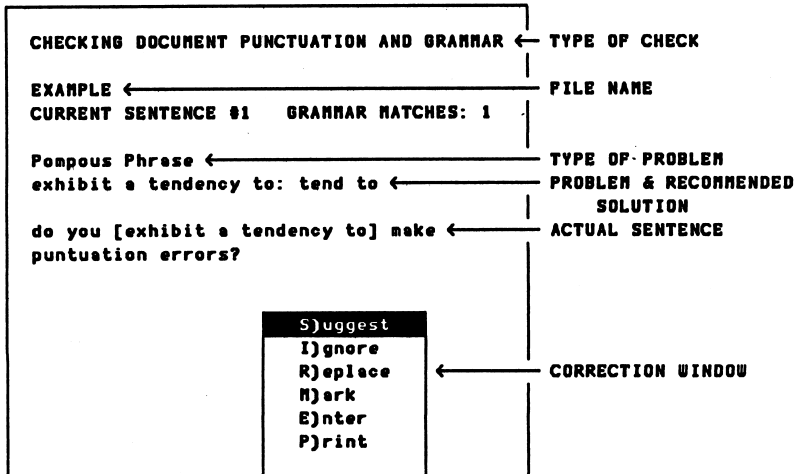 CHECKING DOCUMENT PUNCTUATION AND GRAMMAR ← TYPE OF CHECK
EXAMPLE ← FILE NAME
CURRENT SENTENCE #1 GRAMMAR MATCHES: 1
Pompous Phrase ← TYPE OF PROBLEM
exhibit a tendency to: tend to ← PROBLEM & RECOMMENDED
SOLUTION
do you [exhibit a tendency to] make ← ACTUAL SENTENCE
puntuation errors?
S)uggest
I)gnore
R)eplace ← CORRECTION WINDOW
M)ark
E)nter
P)rint